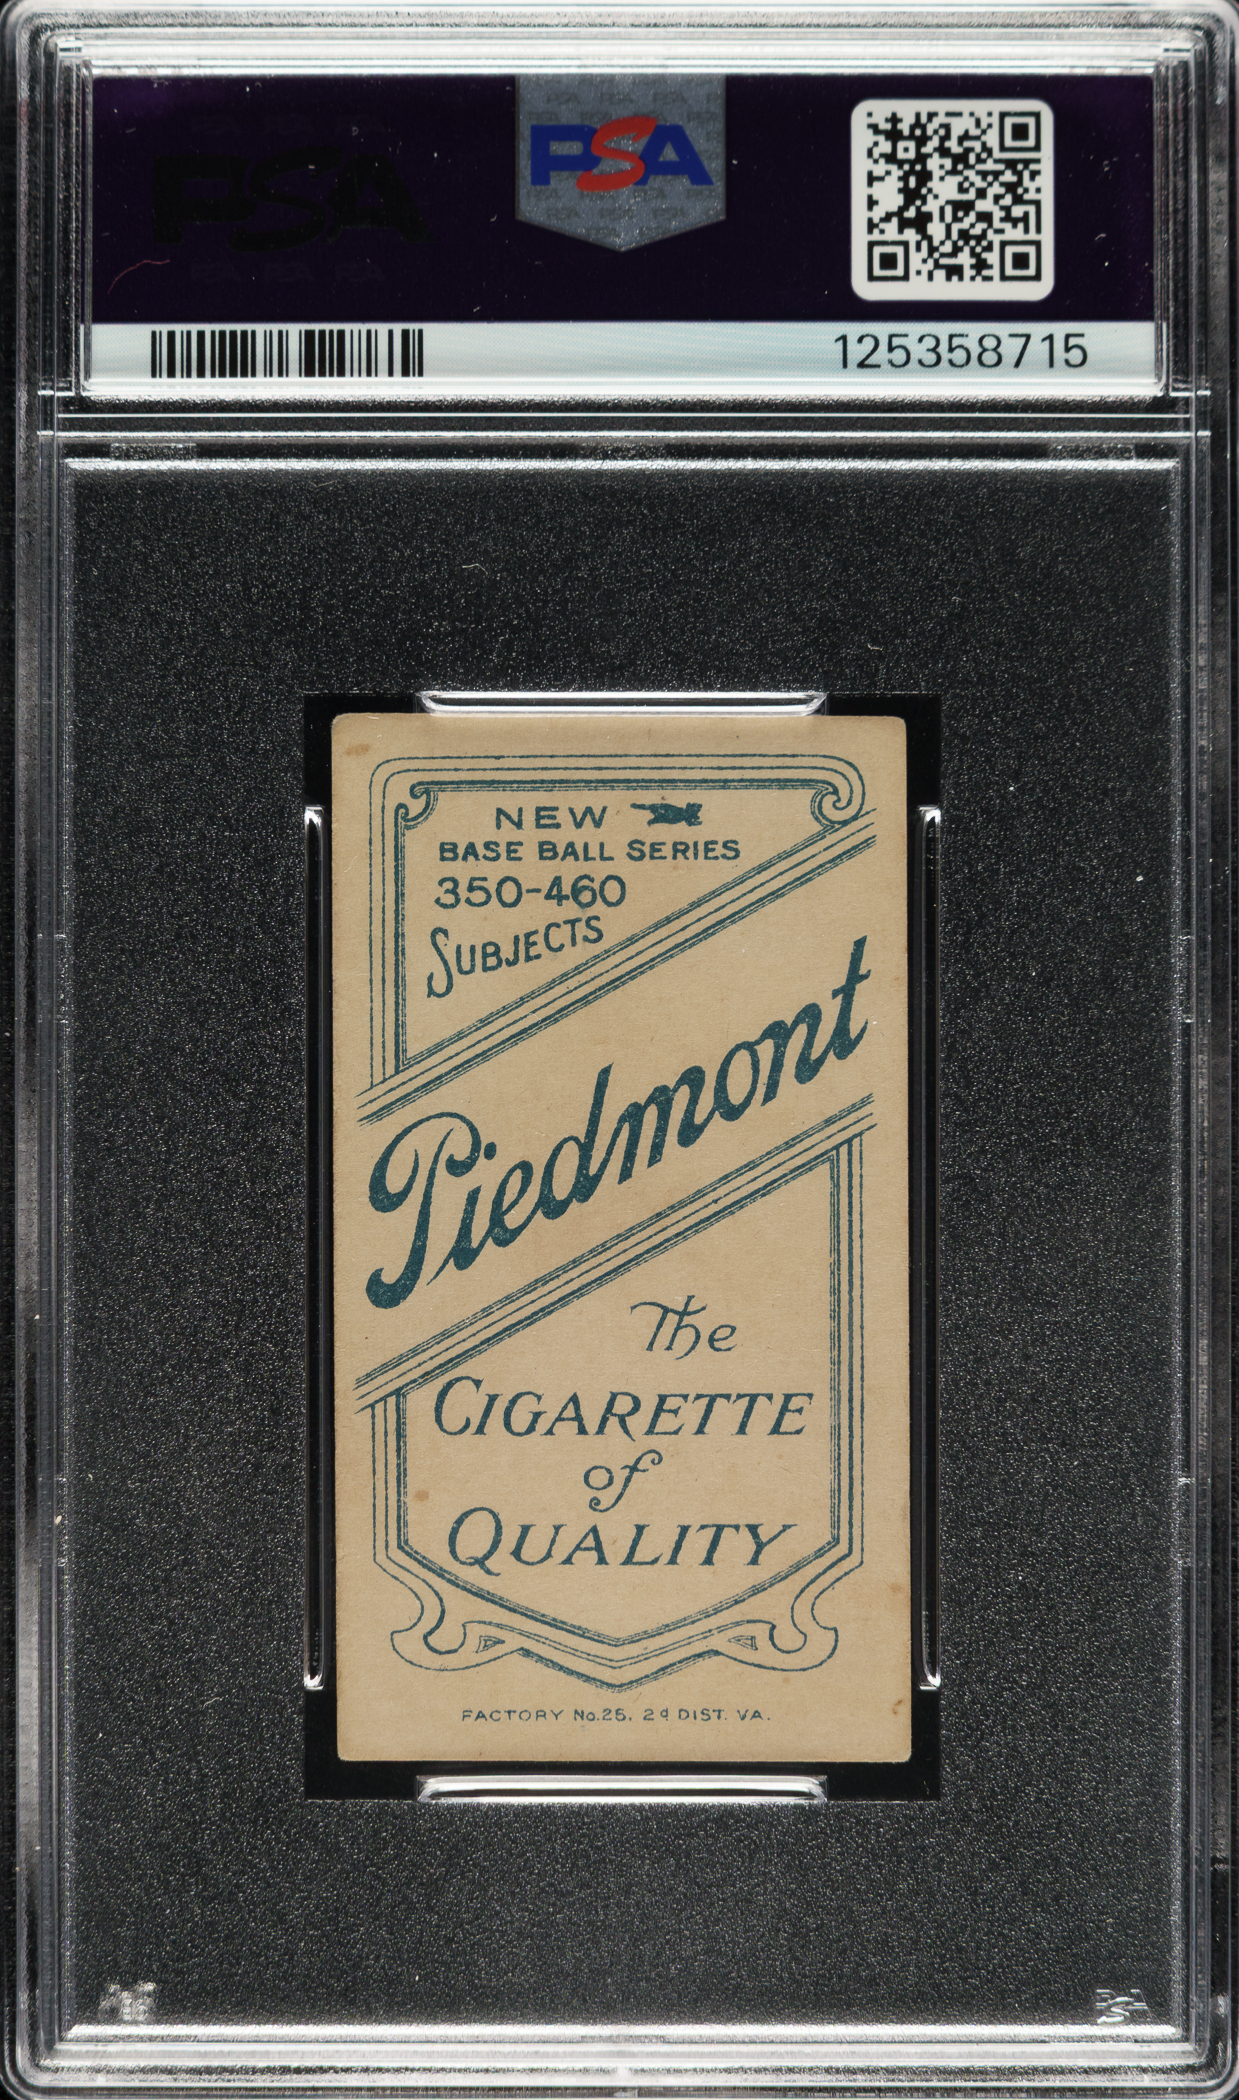 PSA
PSA
125358715
NEW
BASE BALL SERIES
350-460
SUBJECTS
Piedmont
The
CIGARETTE
of
QUALITY
FACTORY No.25, 2d DIST. VA.